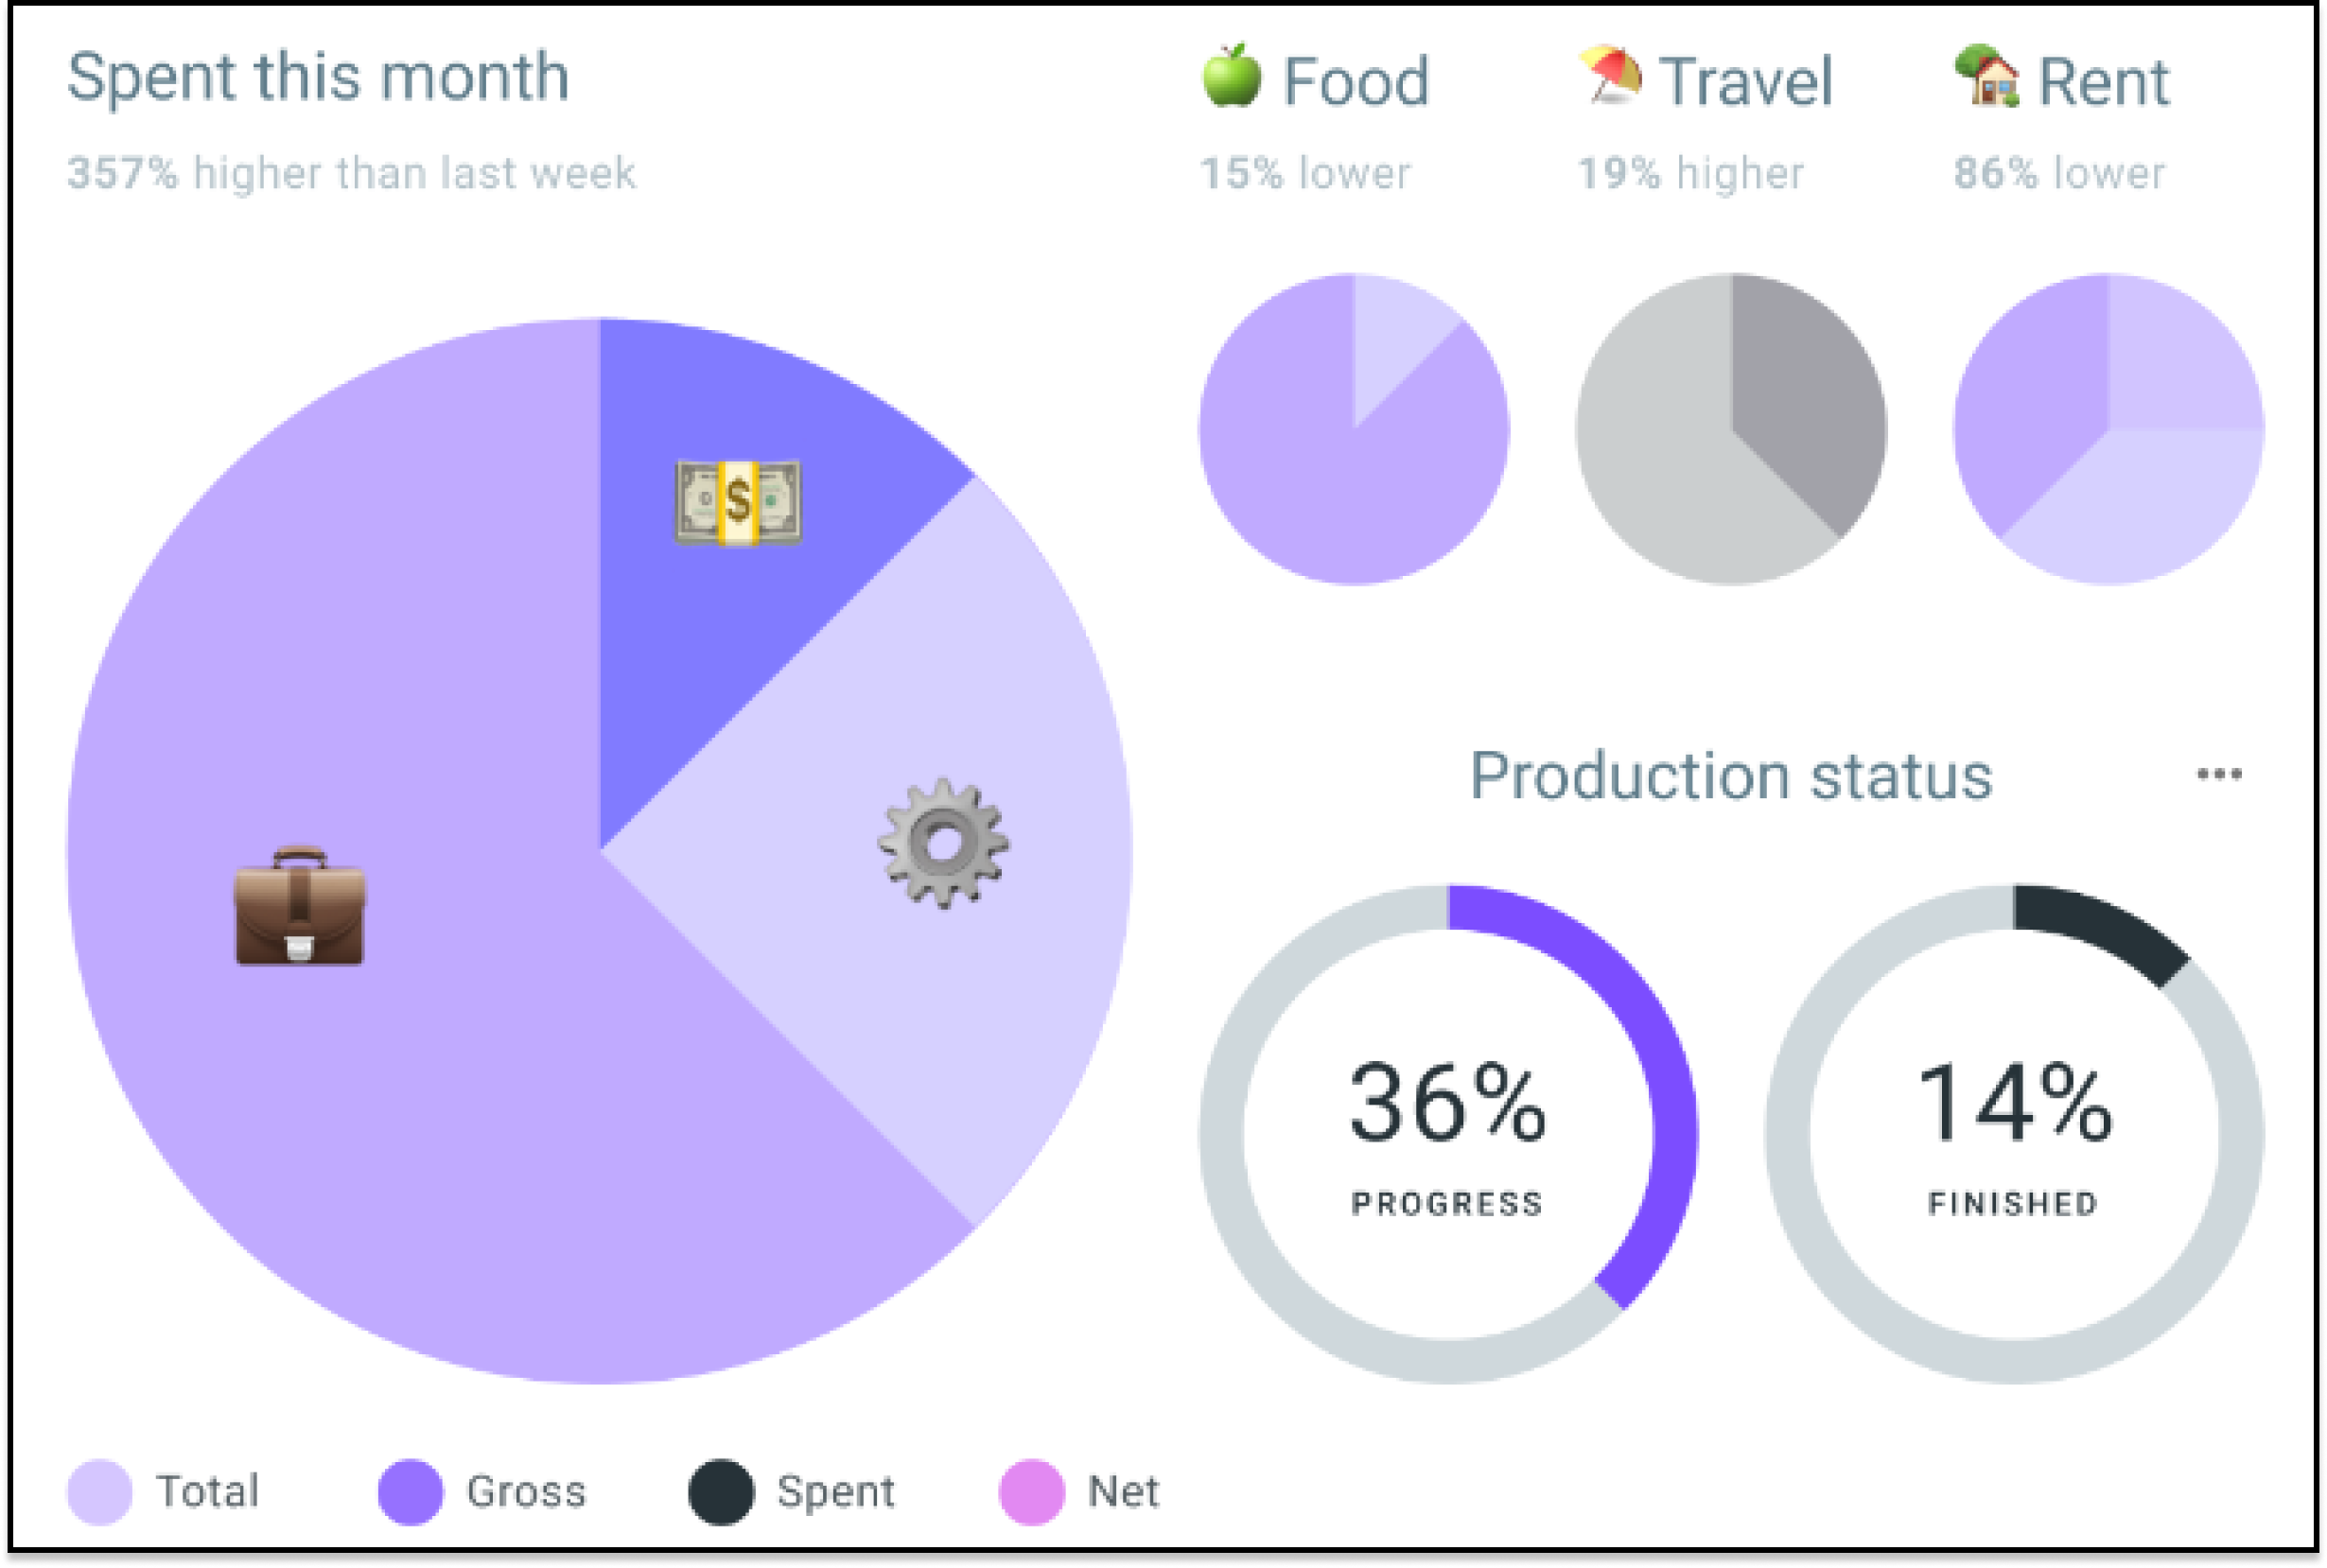 Spent this month
357% higher than last week
Food
15% lower
Travel
19% higher
Rent
86% lower
$
Production status
...
36%
PROGRESS
14%
FINISHED
Total
Gross
Spent
Net